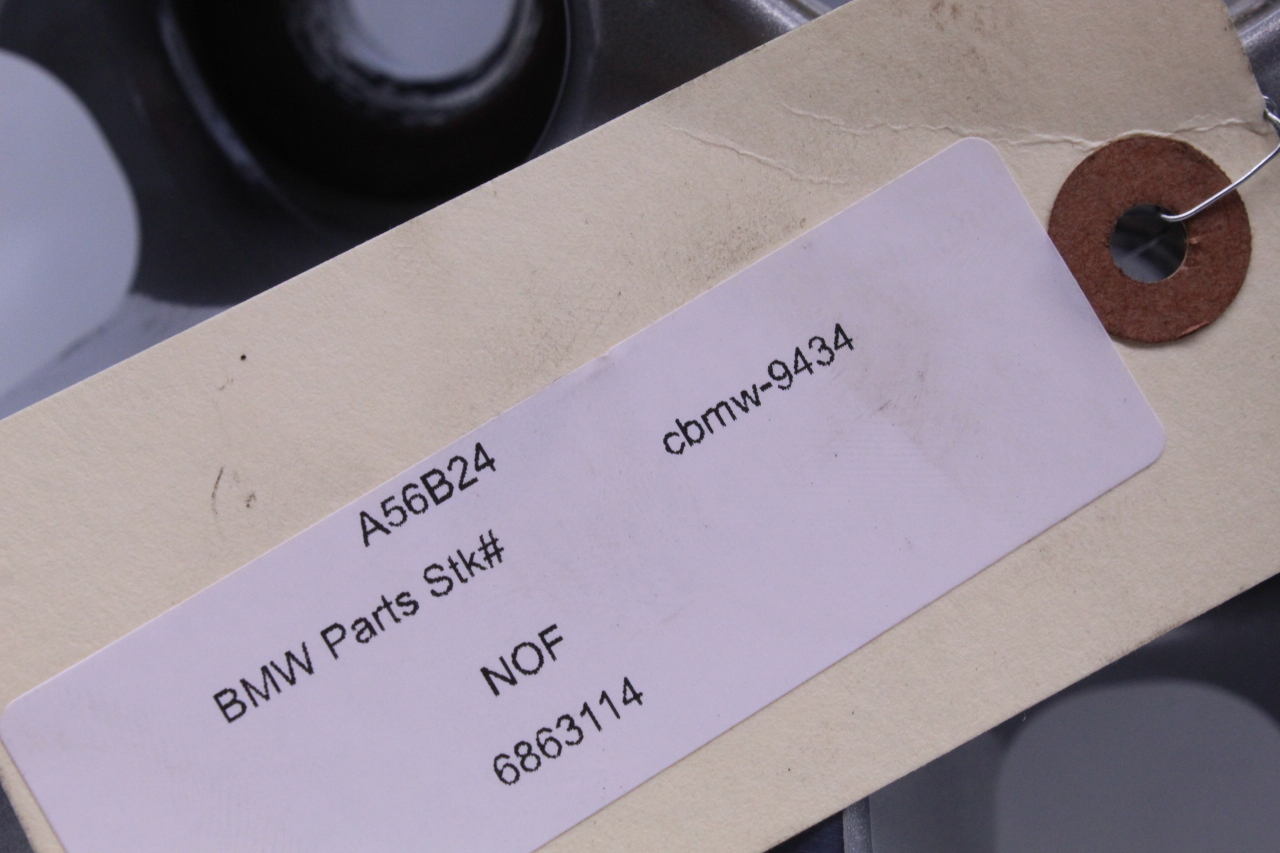 A56B24
cbmw-9434
BMW Parts Stk#
NOF
6863114